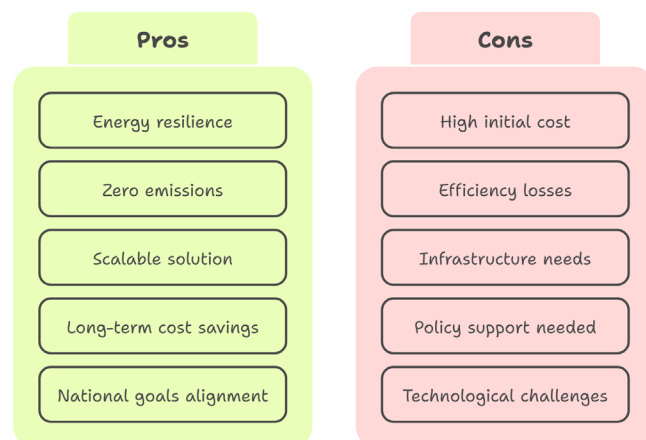 Pros
Energy resilience
Zero emissions
Scalable solution
Long-term cost savings
National goals alignment
Cons
High initial cost
Efficiency losses
Infrastructure needs
Policy support needed
Technological challenges